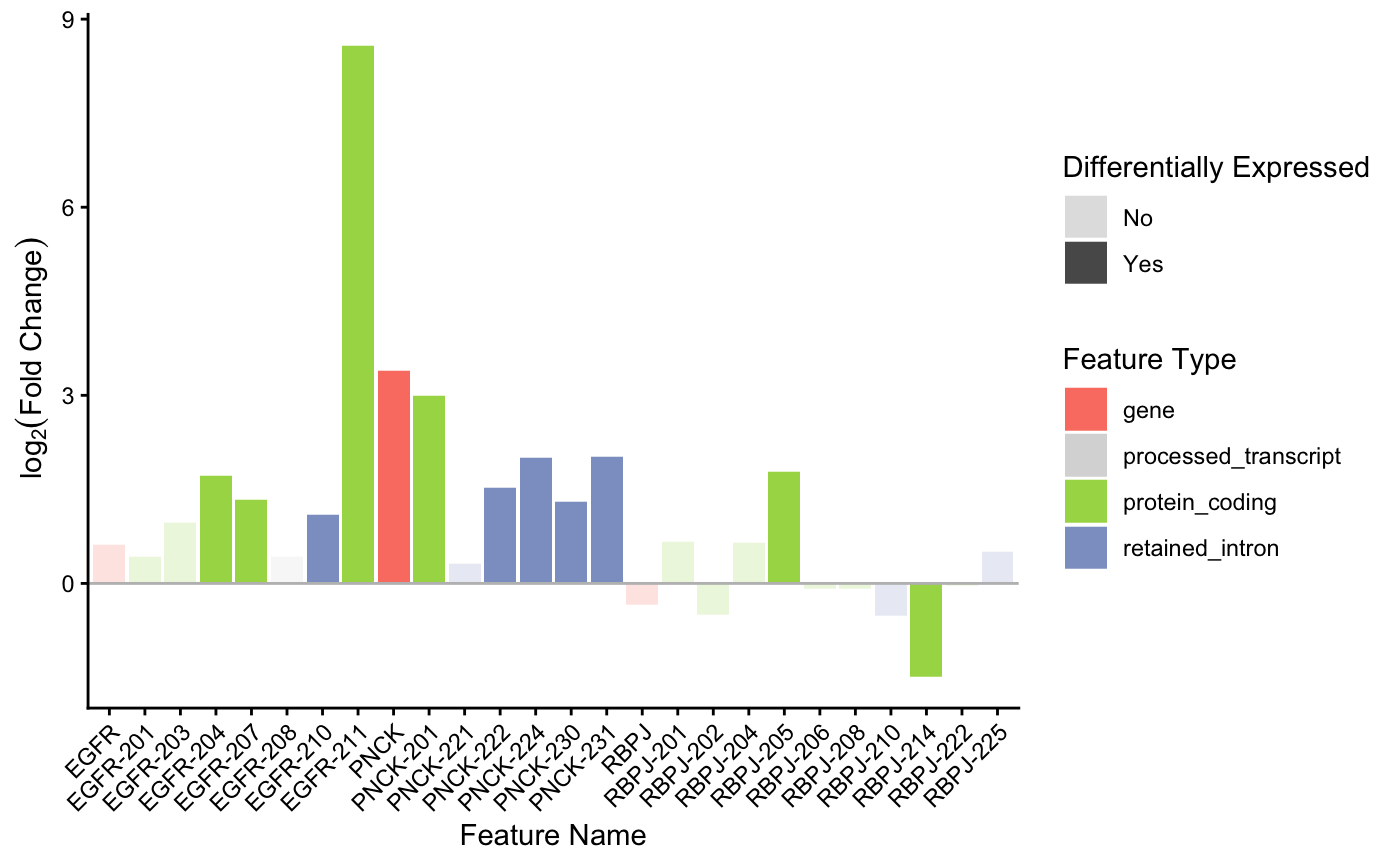 log2(Fold Change)
9
6
3
0
EGFR
EGFR-201
EGFR-203
EGFR-204
EGFR-207
EGFR-208
EGFR-210
EGFR-211
PNCK
PNCK-201
PNCK-221
PNCK-222
PNCK-224
PNCK-230
PNCK-231
RBPJ
RBPJ-201
RBPJ-202
RBPJ-204
RBPJ-205
RBPJ-206
RBPJ-208
RBPJ-210
RBPJ-214
RBPJ-222
RBPJ-225
Feature Name
Differentially Expressed
No
Yes
Feature Type
gene
processed_transcript
protein_coding
retained_intron